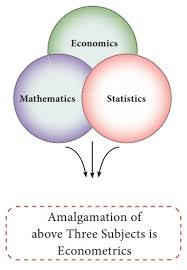 Economics
Mathematics
Statistics
Amalgamation of
above Three Subjects is
Econometrics